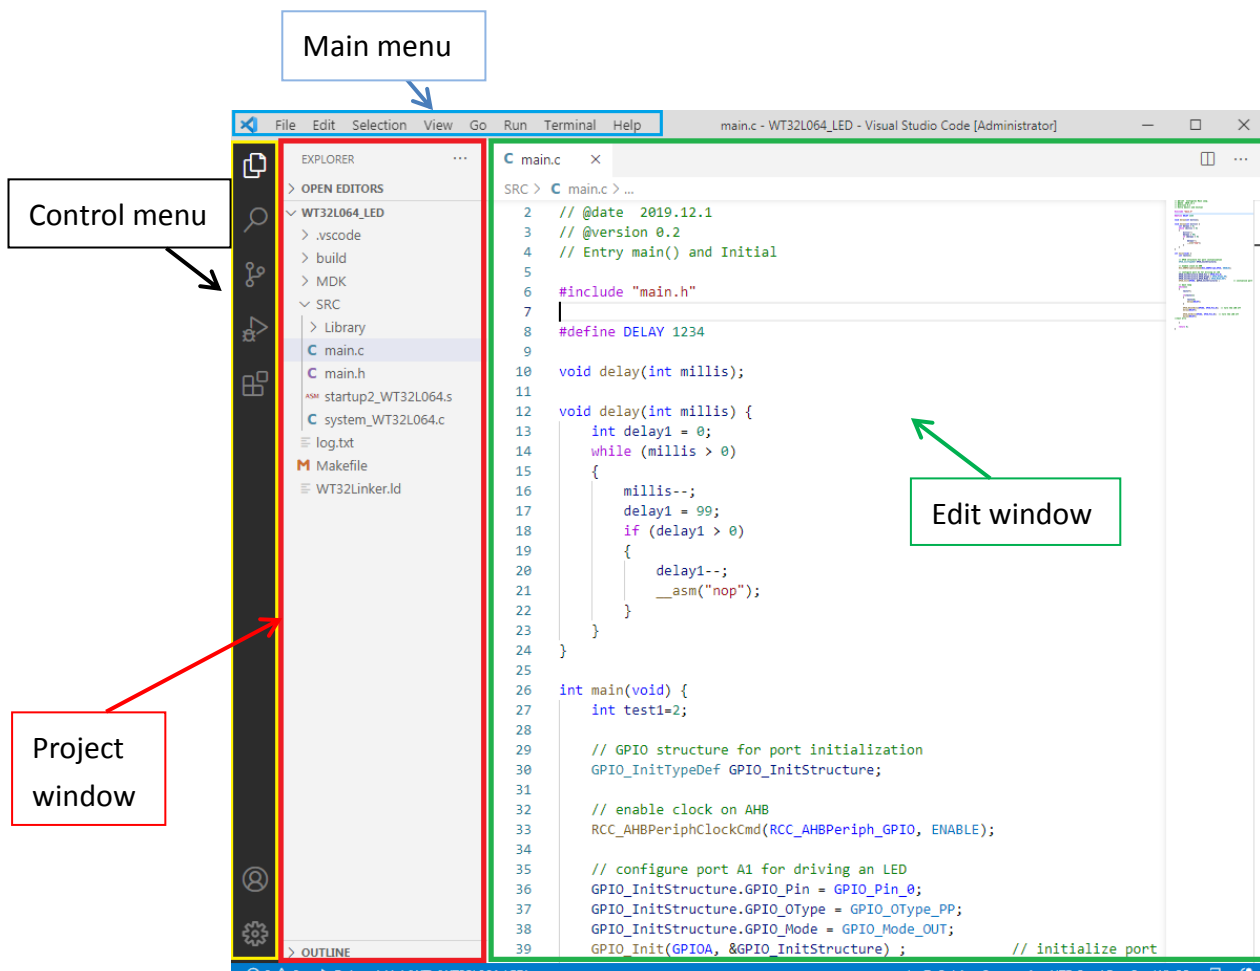 Main menu
File Edit Selection View Go Run Terminal Help main.c - WT32L064_LED - Visual Studio Code [Administrator]
Control menu
EXPLORER ...
OPEN EDITORS
WT32L064_LED
.vscode
build
MDK
SRC
Library
C main.c
C main.h
ASM startup2_WT32L064.s
C system_WT32L064.c
log.txt
M Makefile
WT32Linker.ld
OUTLINE
Project
window
C main.c ×
SRC > C main.c > ...
2 // @date 2019.12.1
3 // @version 0.2
4 // Entry main() and Initial
5
6 #include "main.h"
7
8 #define DELAY 1234
9
10 void delay(int millis);
11
12 void delay(int millis) {
13 int delay1 = 0;
14 while (millis > 0)
15 {
16 millis--;
17 delay1 = 99;
18 if (delay1 > 0)
19 {
20 delay1--;
21 __asm("nop");
22 }
23 }
24 }
25
26 int main(void) {
27 int test1=2;
28
29 // GPIO structure for port initialization
30 GPIO_InitTypeDef GPIO_InitStructure;
31
32 // enable clock on AHB
33 RCC_AHBPeriphClockCmd(RCC_AHBPeriph_GPIO, ENABLE);
34
35 // configure port A1 for driving an LED
36 GPIO_InitStructure.GPIO_Pin = GPIO_Pin_0;
37 GPIO_InitStructure.GPIO_OType = GPIO_OType_PP;
38 GPIO_InitStructure.GPIO_Mode = GPIO_Mode_OUT;
39 GPIO_Init(GPIOA, &GPIO_InitStructure) ; // initialize port
Edit window